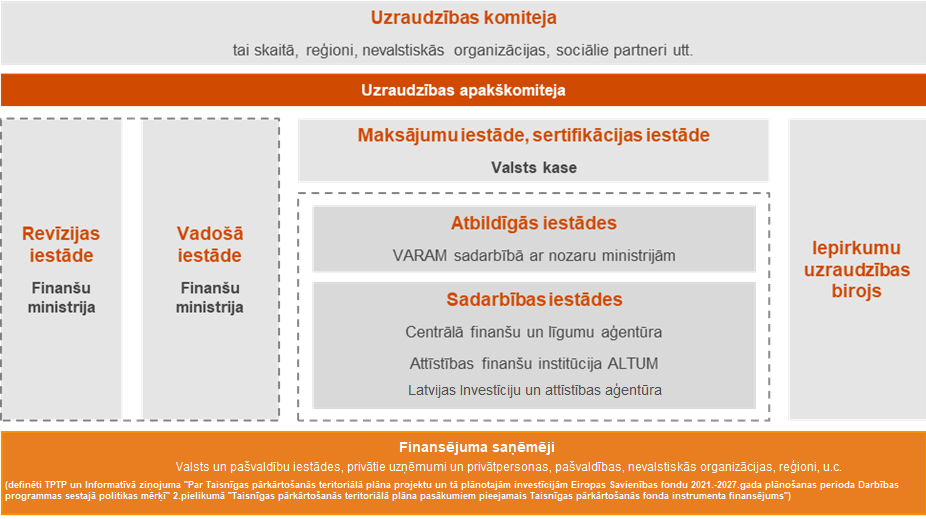 Uzraudzības komiteja
tai skaitā, reģioni, nevalstiskās organizācijas, sociālie partneri utt.
Uzraudzības apakškomiteja
Revīzijas
iestāde
Finanšu
ministrija
Vadošā
iestāde
Finanšu
ministrija
Maksājumu iestāde, sertifikācijas iestāde
Valsts kase
Atbildīgās iestādes
VARAM sadarbībā ar nozaru ministrijām
Sadarbības iestādes
Centrālā finanšu un līgumu aģentūra
Attīstības finanšu institūcija ALTUM
Latvijas Investīciju un attīstības aģentūra
Iepirkumu
uzraudzības
birojs
Finansējuma saņēmēji
Valsts un pašvaldību iestādes, privātie uzņēmumi un privātpersonas, pašvaldības, nevalstiskās organizācijas, reģioni, u.c.
(definēti TPTP un Informatīvā ziņojuma "Par Taisnīgas pārkārtošanās teritoriālā plāna projektu un tā plānotajām investīcijām Eiropas Savienības fondu 2021.-2027.gada plānošanas perioda Darbības
programmas sestajā politikas mērķī" 2.pielikumā "Taisnīgas pārkārtošanās teritoriālā plāna pasākumiem pieejamais Taisnīgas pārkārtošanās fonda instrumenta finansējums")